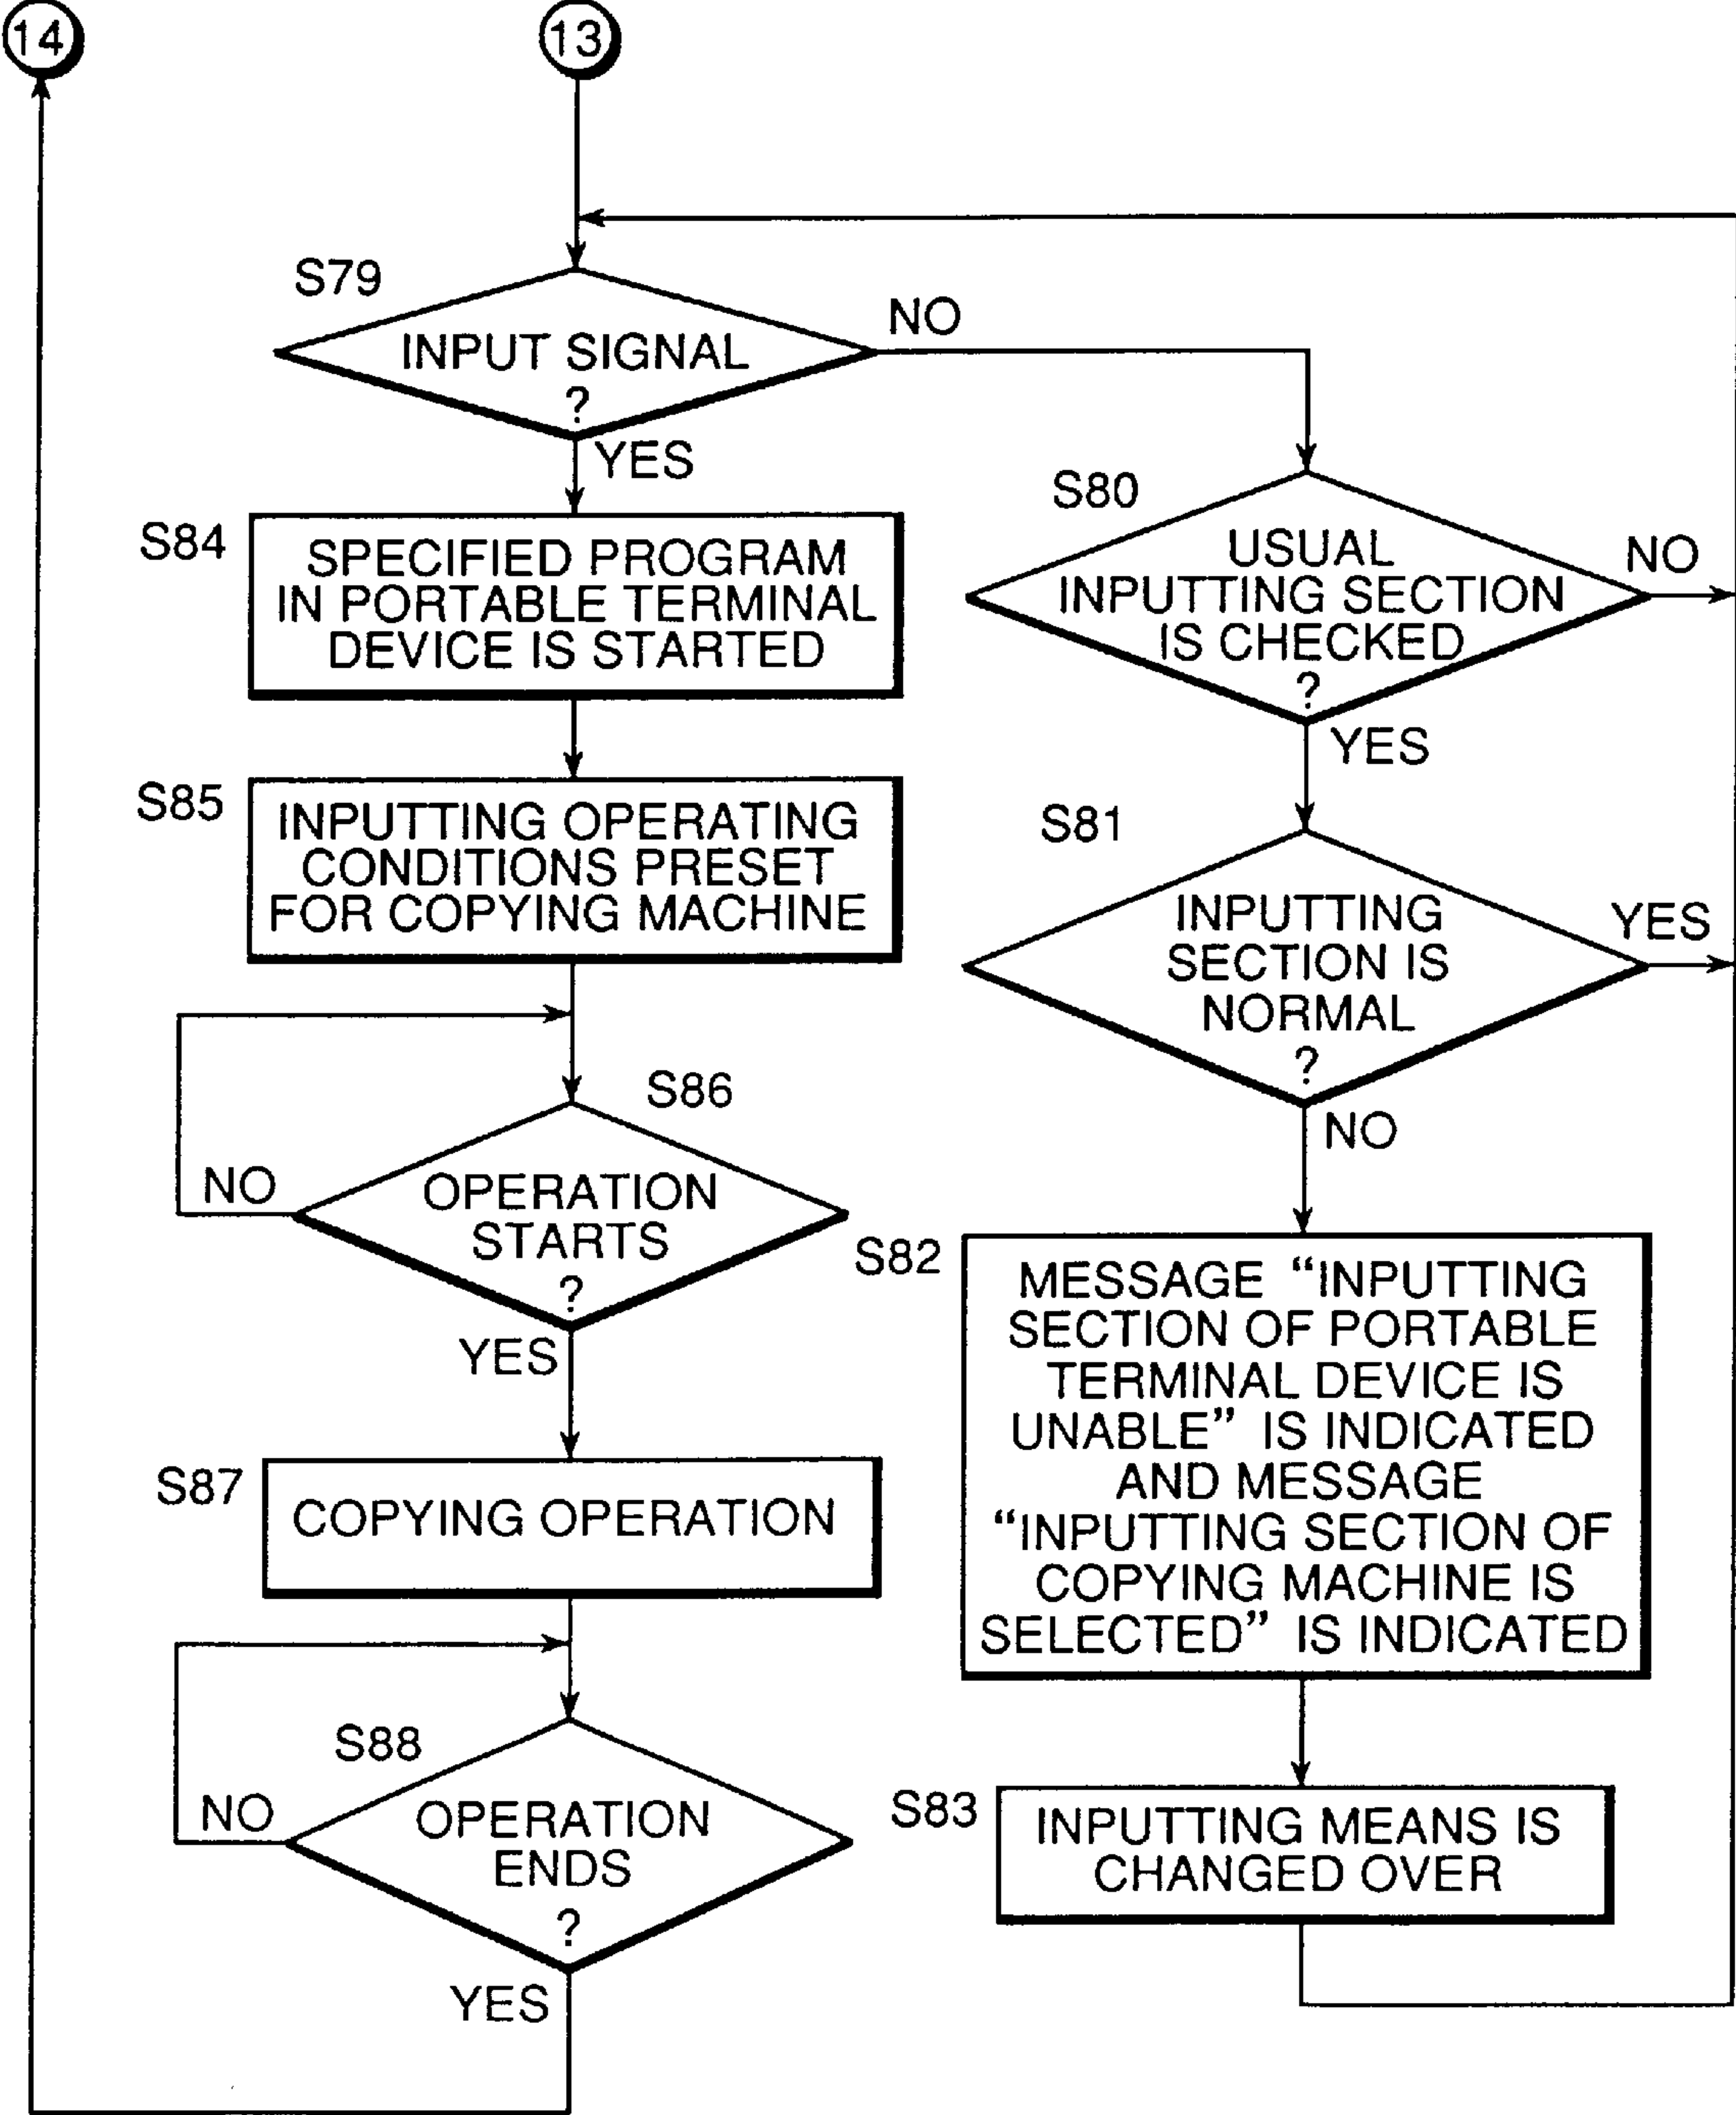 14
13
S79
INPUT SIGNAL
?
NO
YES
S84
SPECIFIED PROGRAM
IN PORTABLE TERMINAL
DEVICE IS STARTED
S85
INPUTTING OPERATING
CONDITIONS PRESET
FOR COPYING MACHINE
S86
NO
OPERATION
STARTS
?
YES
S87
COPYING OPERATION
S88
NO
OPERATION
ENDS
?
YES
S80
USUAL
INPUTTING SECTION
IS CHECKED
?
NO
YES
S81
INPUTTING
SECTION IS
NORMAL
?
YES
NO
S82
MESSAGE “INPUTTING
SECTION OF PORTABLE
TERMINAL DEVICE IS
UNABLE” IS INDICATED
AND MESSAGE
“INPUTTING SECTION OF
COPYING MACHINE IS
SELECTED” IS INDICATED
S83
INPUTTING MEANS IS
CHANGED OVER